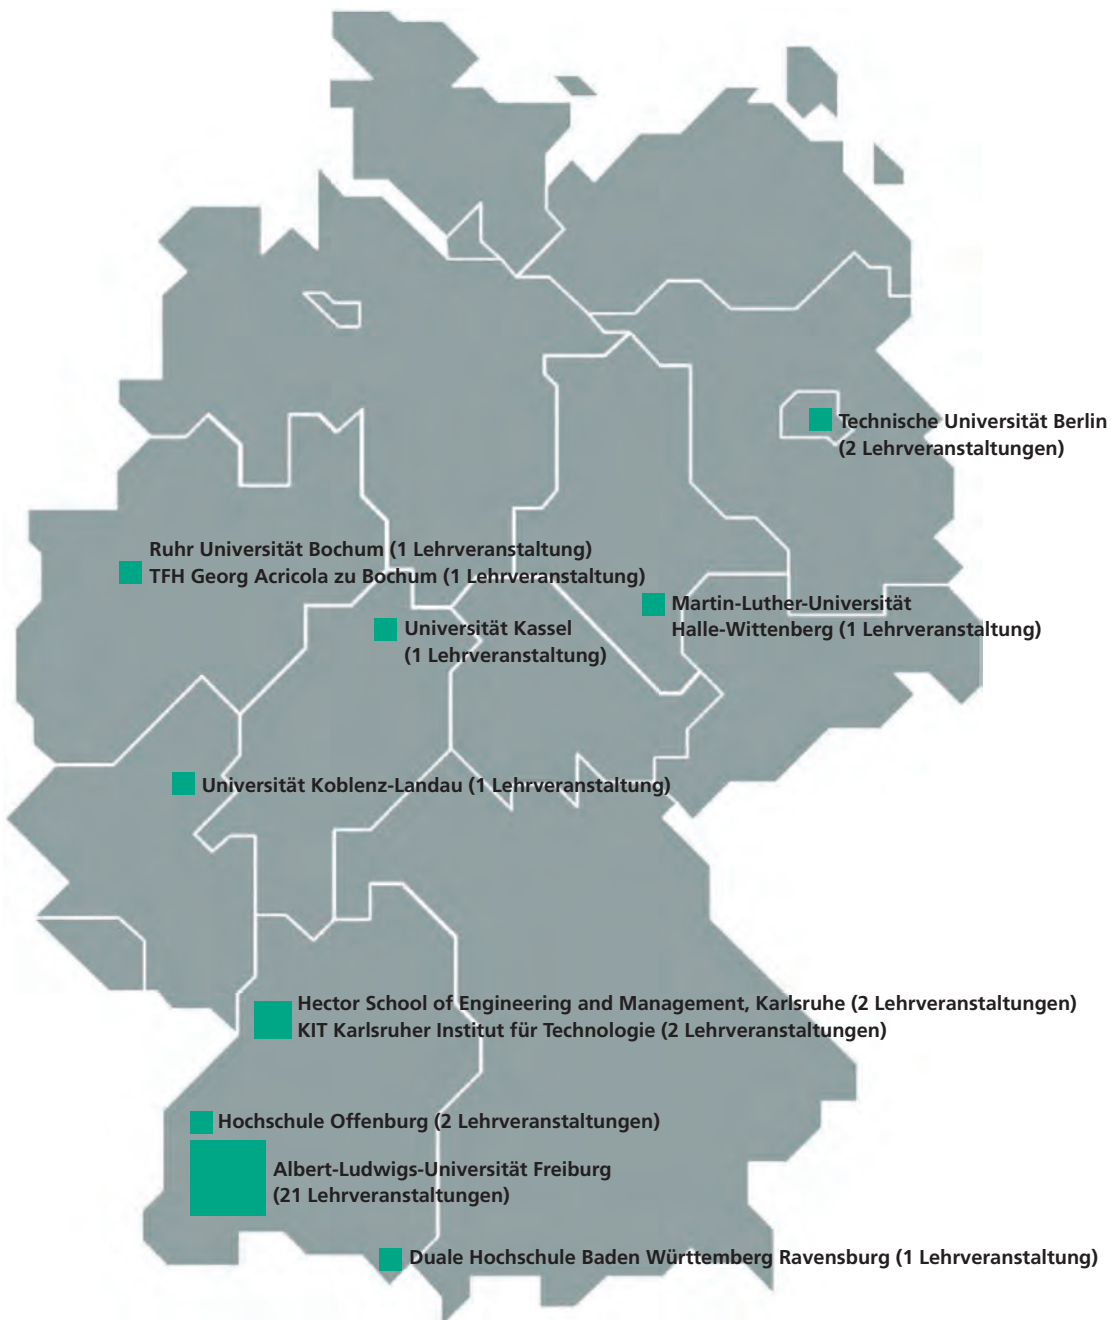 Technische Universität Berlin
(2 Lehrveranstaltungen)
Ruhr Universität Bochum (1 Lehrveranstaltung)
TFH Georg Acricola zu Bochum (1 Lehrveranstaltung)
Martin-Luther-Universität
Halle-Wittenberg (1 Lehrveranstaltung)
Universität Kassel
(1 Lehrveranstaltung)
Universität Koblenz-Landau (1 Lehrveranstaltung)
Hector School of Engineering and Management, Karlsruhe (2 Lehrveranstaltungen)
KIT Karlsruher Institut für Technologie (2 Lehrveranstaltungen)
Hochschule Offenburg (2 Lehrveranstaltungen)
Albert-Ludwigs-Universität Freiburg
(21 Lehrveranstaltungen)
Duale Hochschule Baden Württemberg Ravensburg (1 Lehrveranstaltung)